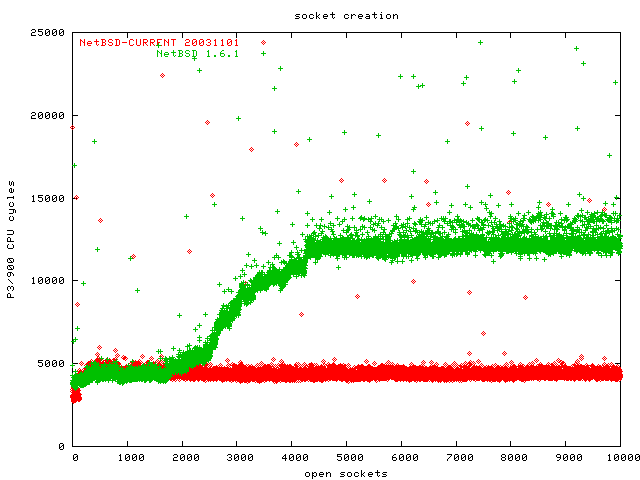 socket creation
25000
NetBSD-CURRENT 20031101
NetBSD 1.6.1
20000
15000
P3/900 CPU cycles
10000
5000
0
0 1000 2000 3000 4000 5000 6000 7000 8000 9000 10000
open sockets